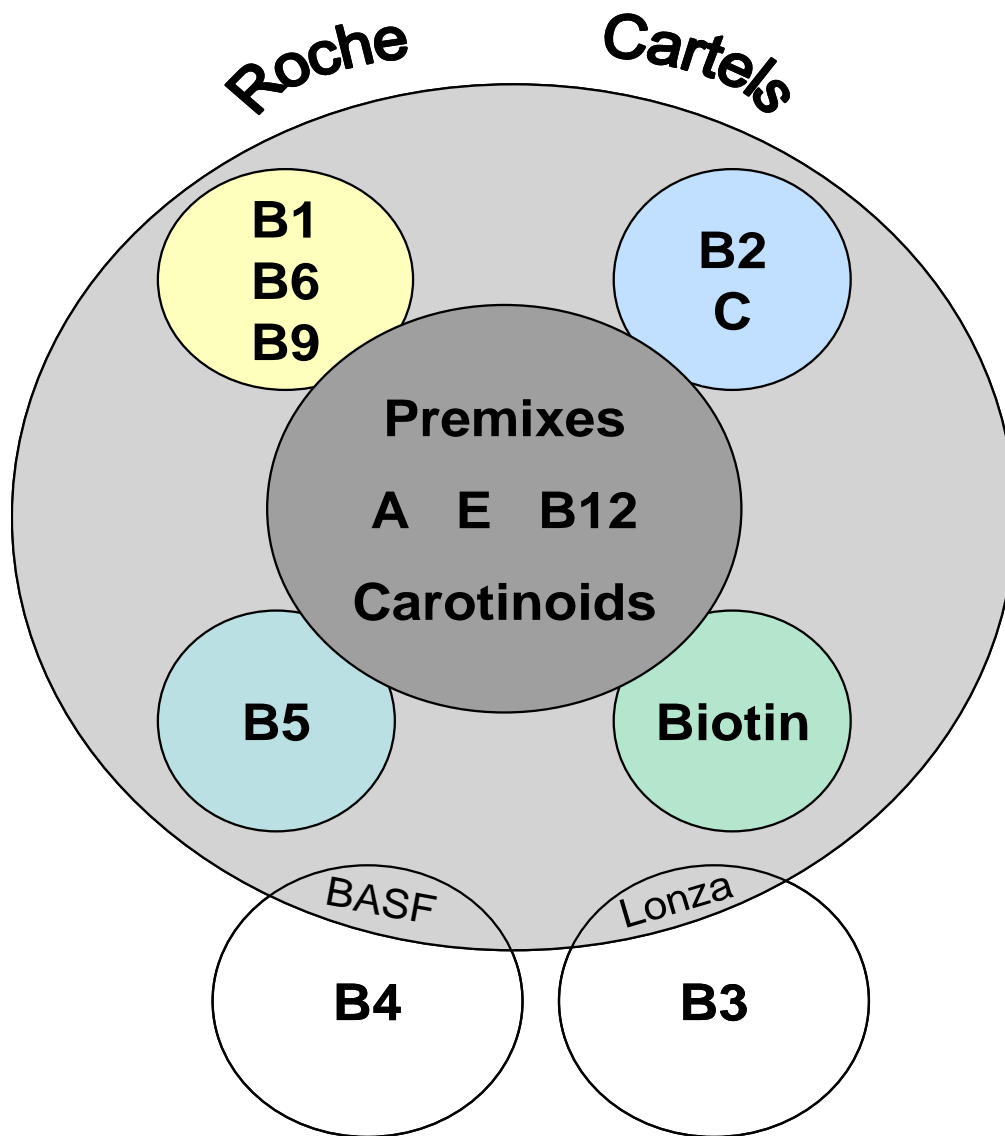 Roche Cartels
B1
B6
B9
B2
C
Premixes
A E B12
Carotinoids
B5
Biotin
BASF
B4
Lonza
B3